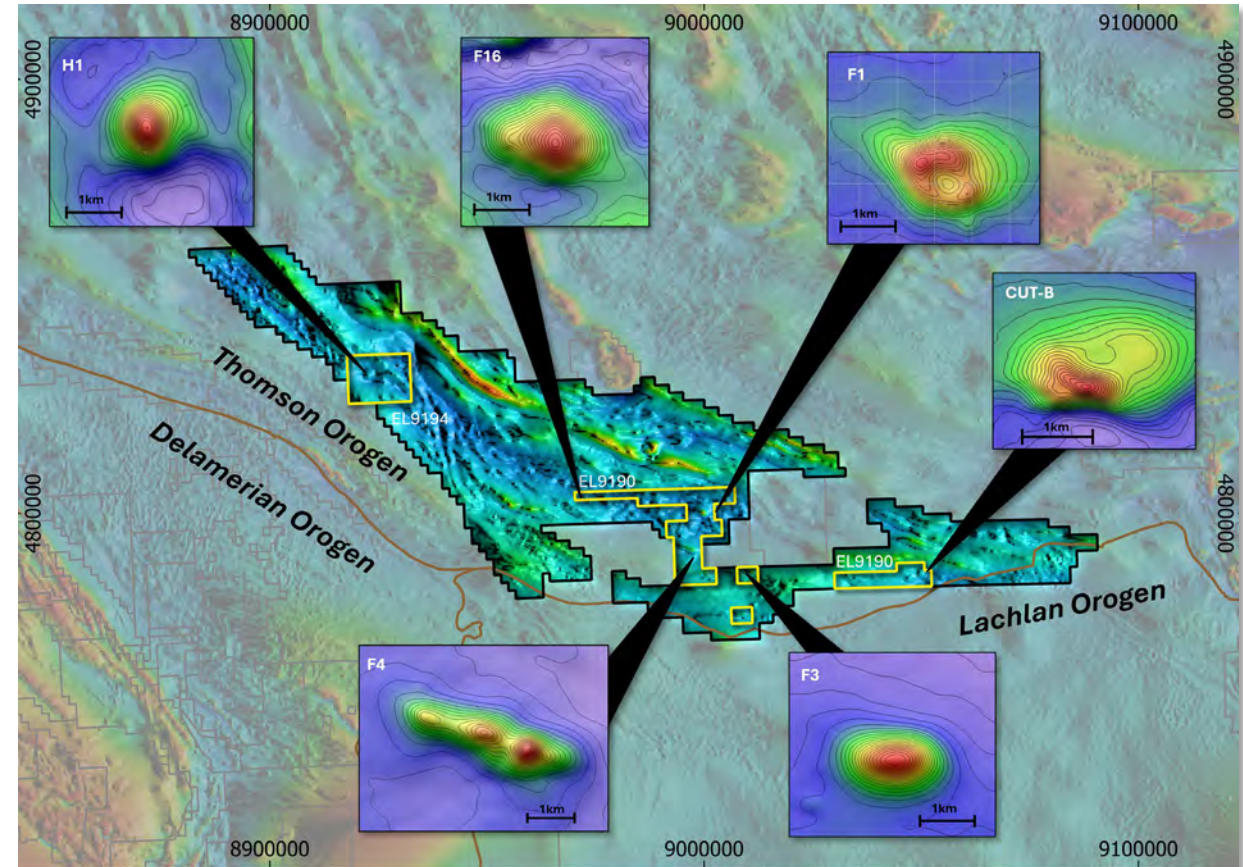 8900000
9000000
9100000
4900000
4900000
H1
1km
F16
1km
F1
1km
CUT-B
1km
Thomson Orogen
Delamerian Orogen
EL9194
EL9190
4800000
4800000
EL9190
Lachlan Orogen
F4
1km
F3
1km
8900000
9000000
9100000